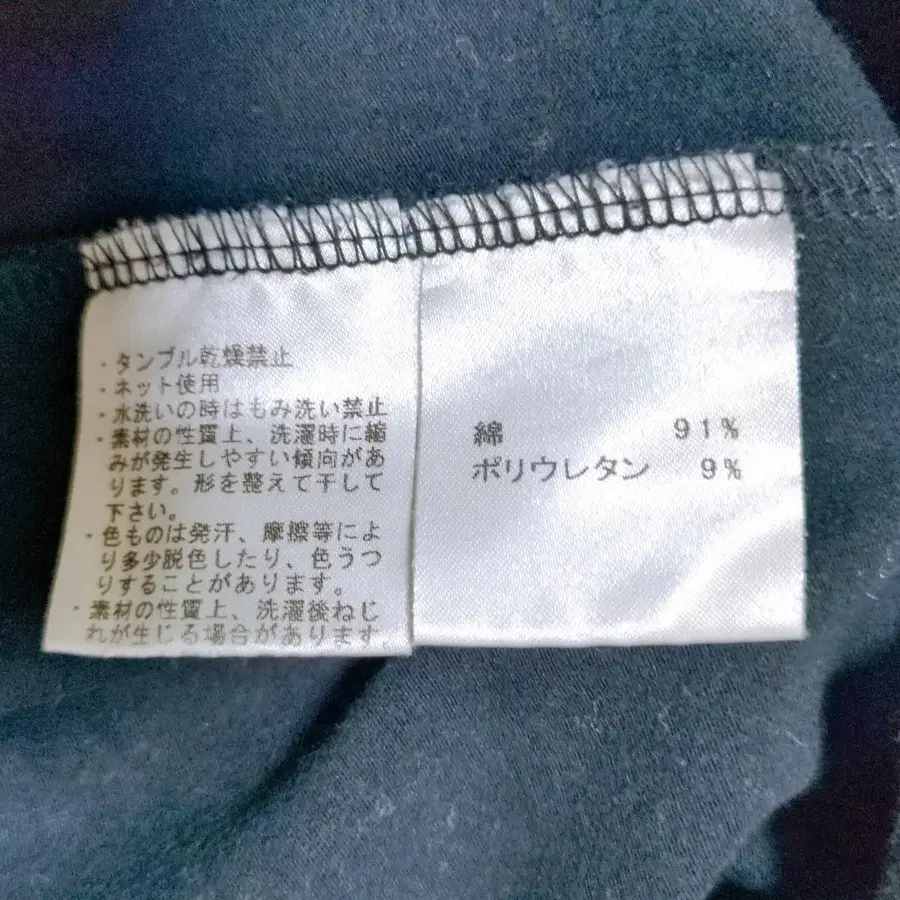 ・タンブル乾燥禁止
・ネット使用
・水洗いの時はもみ洗い禁止
・素材の性質上、洗濯時に縮
みが発生しやすい傾向があ
ります。形を整えて干して
下さい。
・色ものは発汗、摩擦等によ
り多少脱色したり、色うつ
りすることがあります。
・素材の性質上、洗濯後ねじ
れが生じる場合があります
綿 91%
ポリウレタン 9%